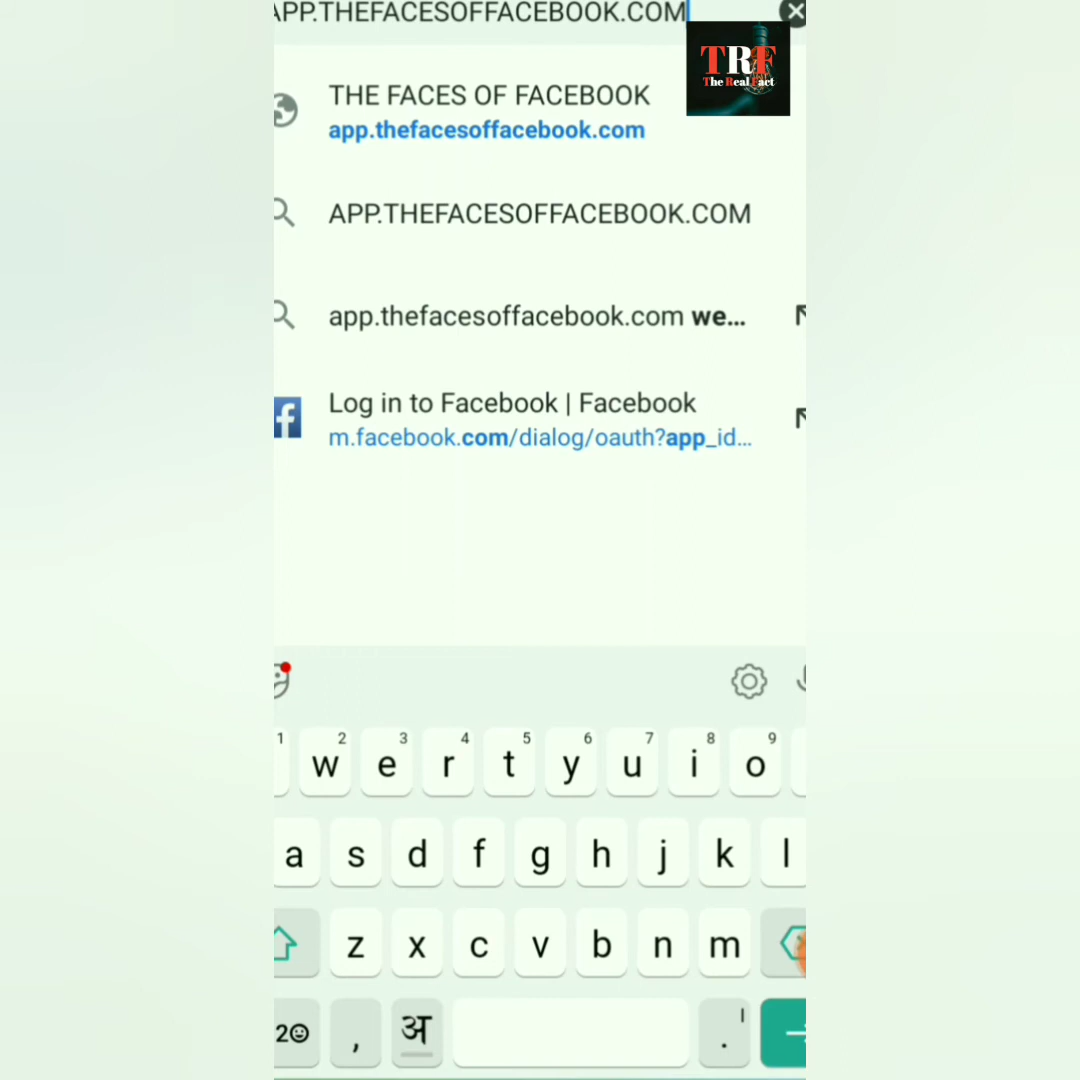 APP.THEFACESOFFACEBOOK.COM
TRF
The Real Fact
THE FACES OF FACEBOOK
app.thefacesoffacebook.com
APP.THEFACESOFFACEBOOK.COM
app.thefacesoffacebook.com we...
Log in to Facebook | Facebook
m.facebook.com/dialog/oauth?app_id...
1 2 3 4 5 6 7 8 9
w e r t y u i o
a s d f g h j k l
z x c v b n m
2 , अ .